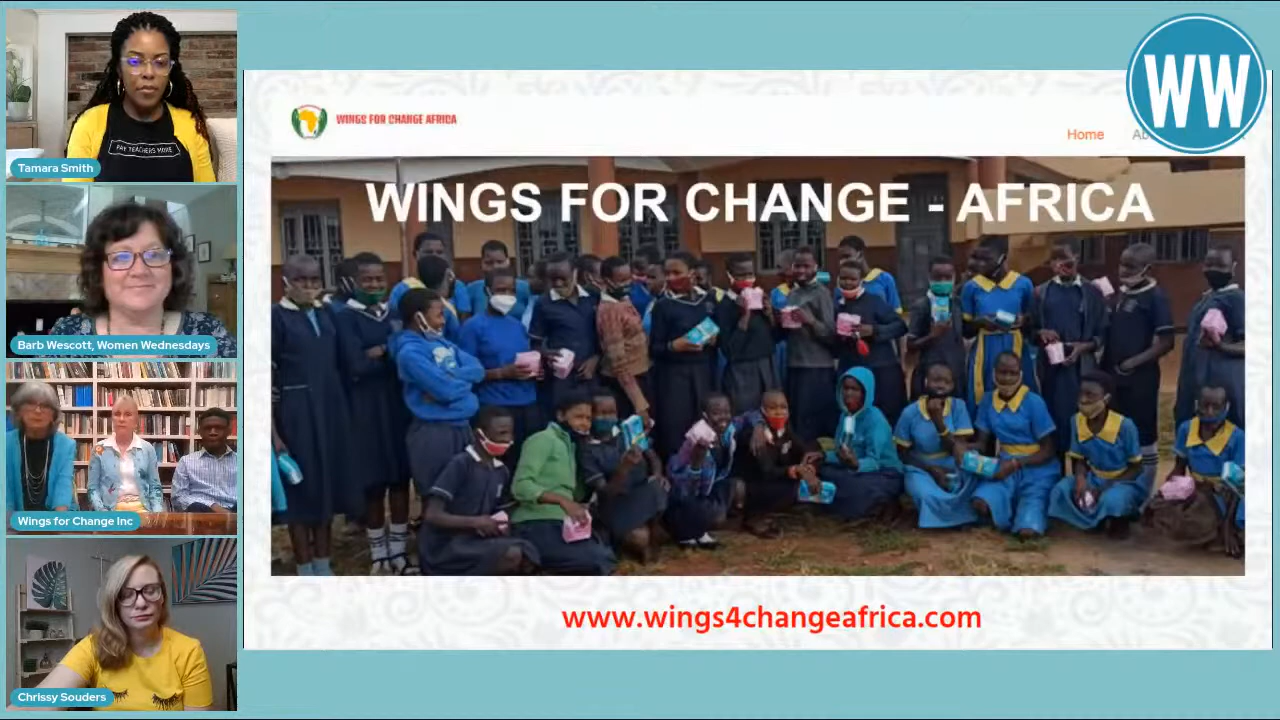 PAY TEACHERS MORE
Tamara Smith
Barb Wescott, Women Wednesdays
Wings for Change Inc
Chrissy Souders
WW
WINGS FOR CHANGE AFRICA
Home
WINGS FOR CHANGE - AFRICA
www.wings4changeafrica.com